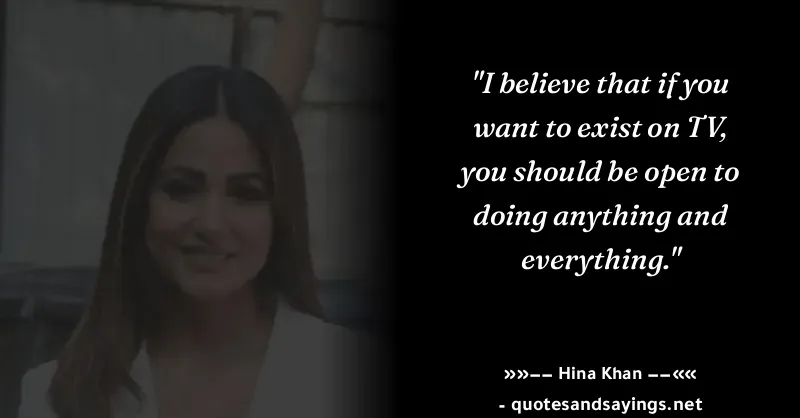 "I believe that if you
want to exist on TV,
you should be open to
doing anything and
everything."
»»−− Hina Khan −−««
- quotesandsayings.net